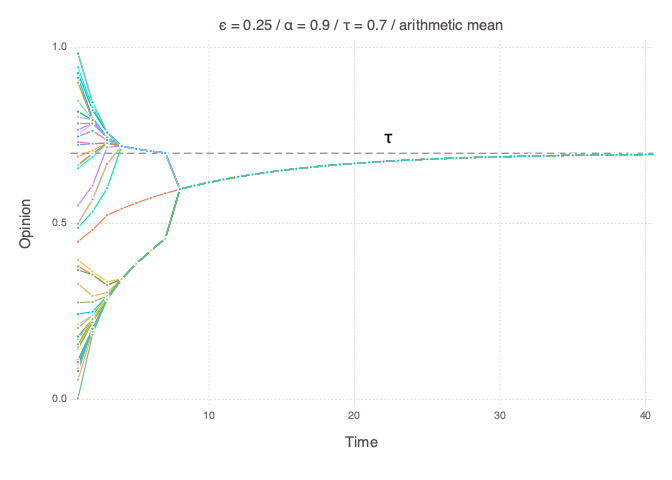 ϵ = 0.25 / α = 0.9 / τ = 0.7 / arithmetic mean
1.0
τ
0.5
Opinion
0.0
10
20
30
40
Time